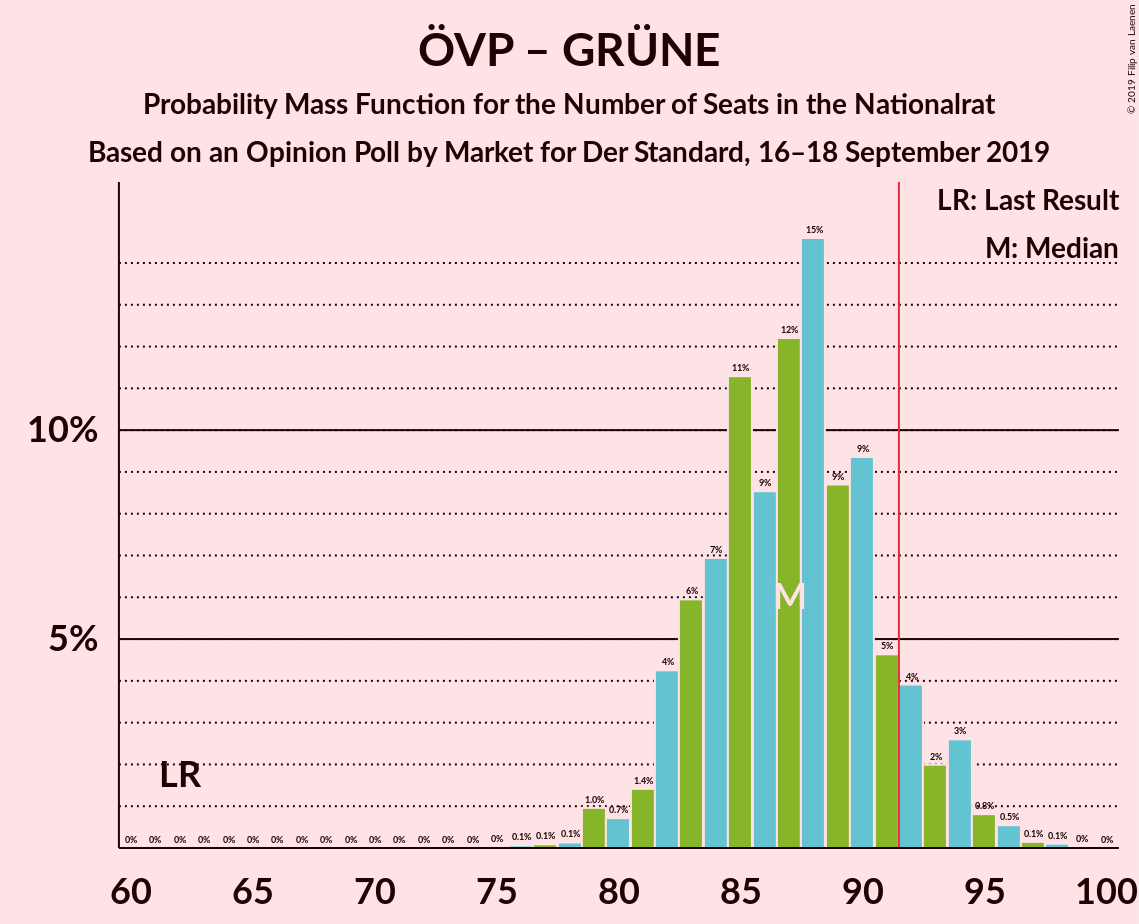 ÖVP – GRÜNE
Probability Mass Function for the Number of Seats in the Nationalrat
Based on an Opinion Poll by Market for Der Standard, 16–18 September 2019
© 2019 Filip van Laenen
LR: Last Result
M: Median
10%
5%
LR
M
0% 0% 0% 0% 0% 0% 0% 0% 0% 0% 0% 0% 0% 0% 0% 0% 0.1% 0.1% 0.1% 1.0% 0.7% 1.4% 4% 6% 7% 11% 9% 12% 15% 9% 9% 5% 4% 2% 3% 0.8% 0.5% 0.1% 0.1% 0% 0%
60 65 70 75 80 85 90 95 100